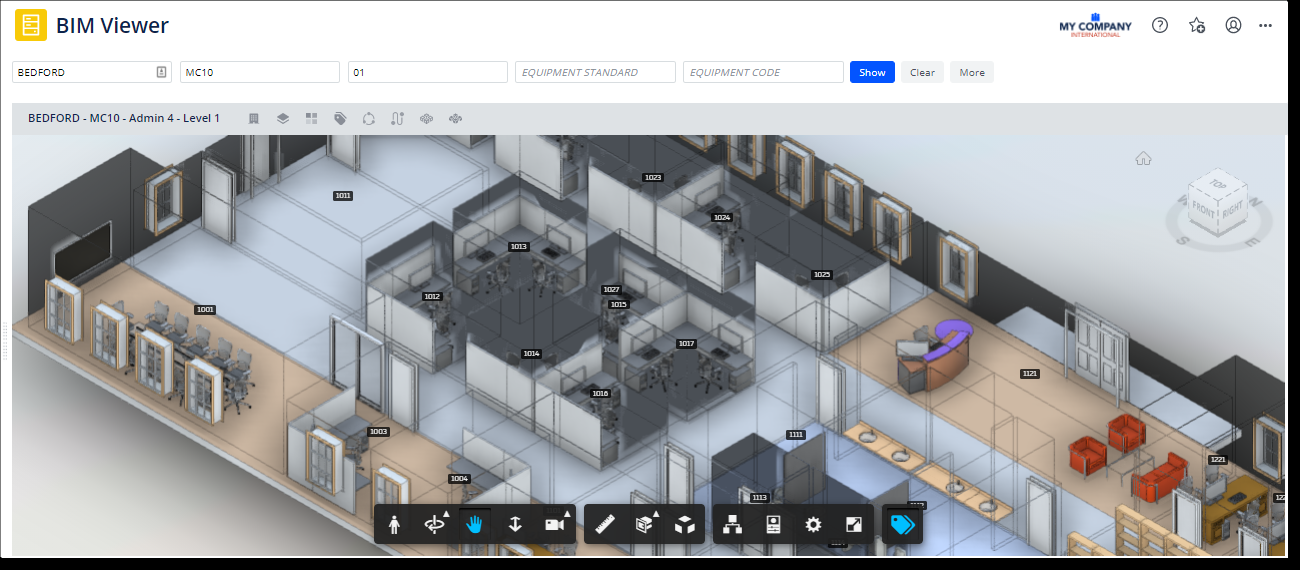 BIM Viewer
MY COMPANY
INTERNATIONAL
BEDFORD
MC10
01
EQUIPMENT STANDARD
EQUIPMENT CODE
Show
Clear
More
BEDFORD - MC10 - Admin 4 - Level 1
1023
1011
TOP
FRONT
RIGHT
W
N
S
E
1024
1013
1025
1027
1012
1015
1001
1017
1014
1121
1016
1003
1111
1221
1004
1113